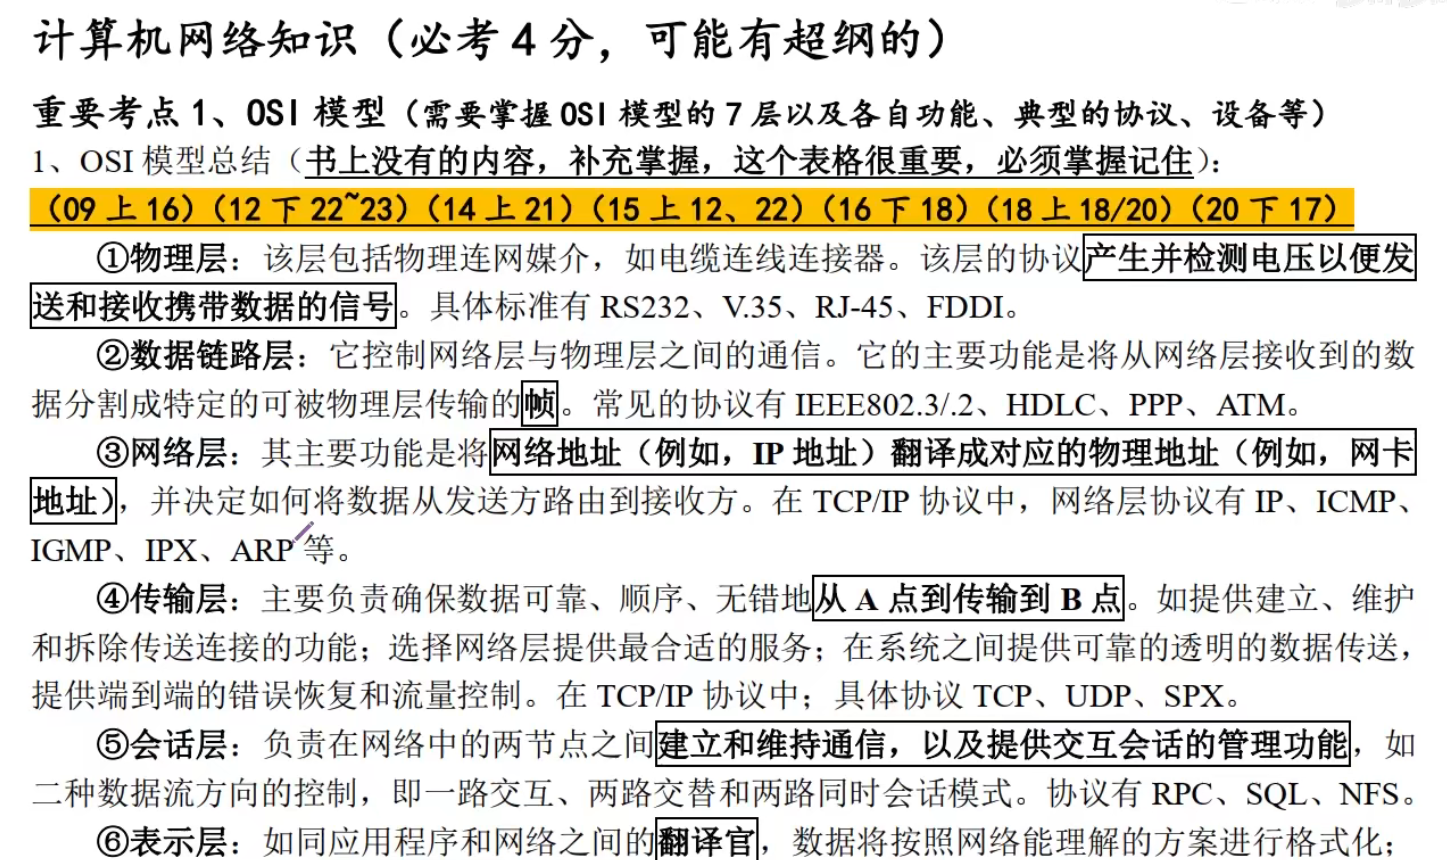 计算机网络知识（必考 4 分，可能有超纲的）
重要考点 1、OSI 模型（需要掌握 OSI 模型的 7 层以及各自功能、典型的协议、设备等）
1、OSI 模型总结（书上没有的内容，补充掌握，这个表格很重要，必须掌握记住）：
（09 上 16）（12 下 22~23）（14 上 21）（15 上 12、22）（16 下 18）（18 上 18/20）（20 下 17）
①物理层：该层包括物理连网媒介，如电缆连线连接器。该层的协议产生并检测电压以便发
送和接收携带数据的信号。具体标准有 RS232、V.35、RJ-45、FDDI。
②数据链路层：它控制网络层与物理层之间的通信。它的主要功能是将从网络层接收到的数
据分割成特定的可被物理层传输的帧。常见的协议有 IEEE802.3/.2、HDLC、PPP、ATM。
③网络层：其主要功能是将网络地址（例如，IP 地址）翻译成对应的物理地址（例如，网卡
地址），并决定如何将数据从发送方路由到接收方。在 TCP/IP 协议中，网络层协议有 IP、ICMP、
IGMP、IPX、ARP 等。
④传输层：主要负责确保数据可靠、顺序、无错地从 A 点到传输到 B 点。如提供建立、维护
和拆除传送连接的功能；选择网络层提供最合适的服务；在系统之间提供可靠的透明的数据传送，
提供端到端的错误恢复和流量控制。在 TCP/IP 协议中；具体协议 TCP、UDP、SPX。
⑤会话层：负责在网络中的两节点之间建立和维持通信，以及提供交互会话的管理功能，如
二种数据流方向的控制，即一路交互、两路交替和两路同时会话模式。协议有 RPC、SQL、NFS。
⑥表示层：如同应用程序和网络之间的翻译官，数据将按照网络能理解的方案进行格式化；